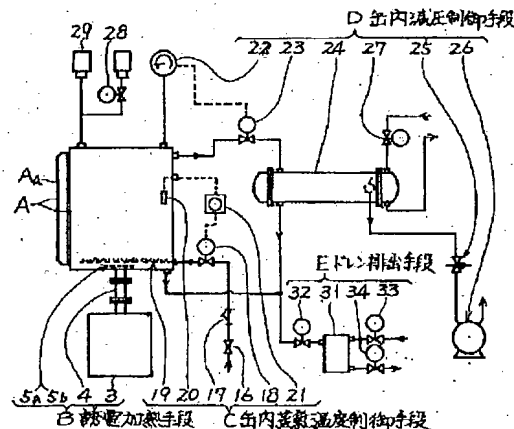 D 缶内減圧制御手段
29 28 22 23 24 27 25 26
Aa
A
Eドレン排出手段
32 31 34 33
5a 5b 4 3 19 20 17 16 18 21
B 誘電加熱手段 C 缶内蒸気温度制御手段